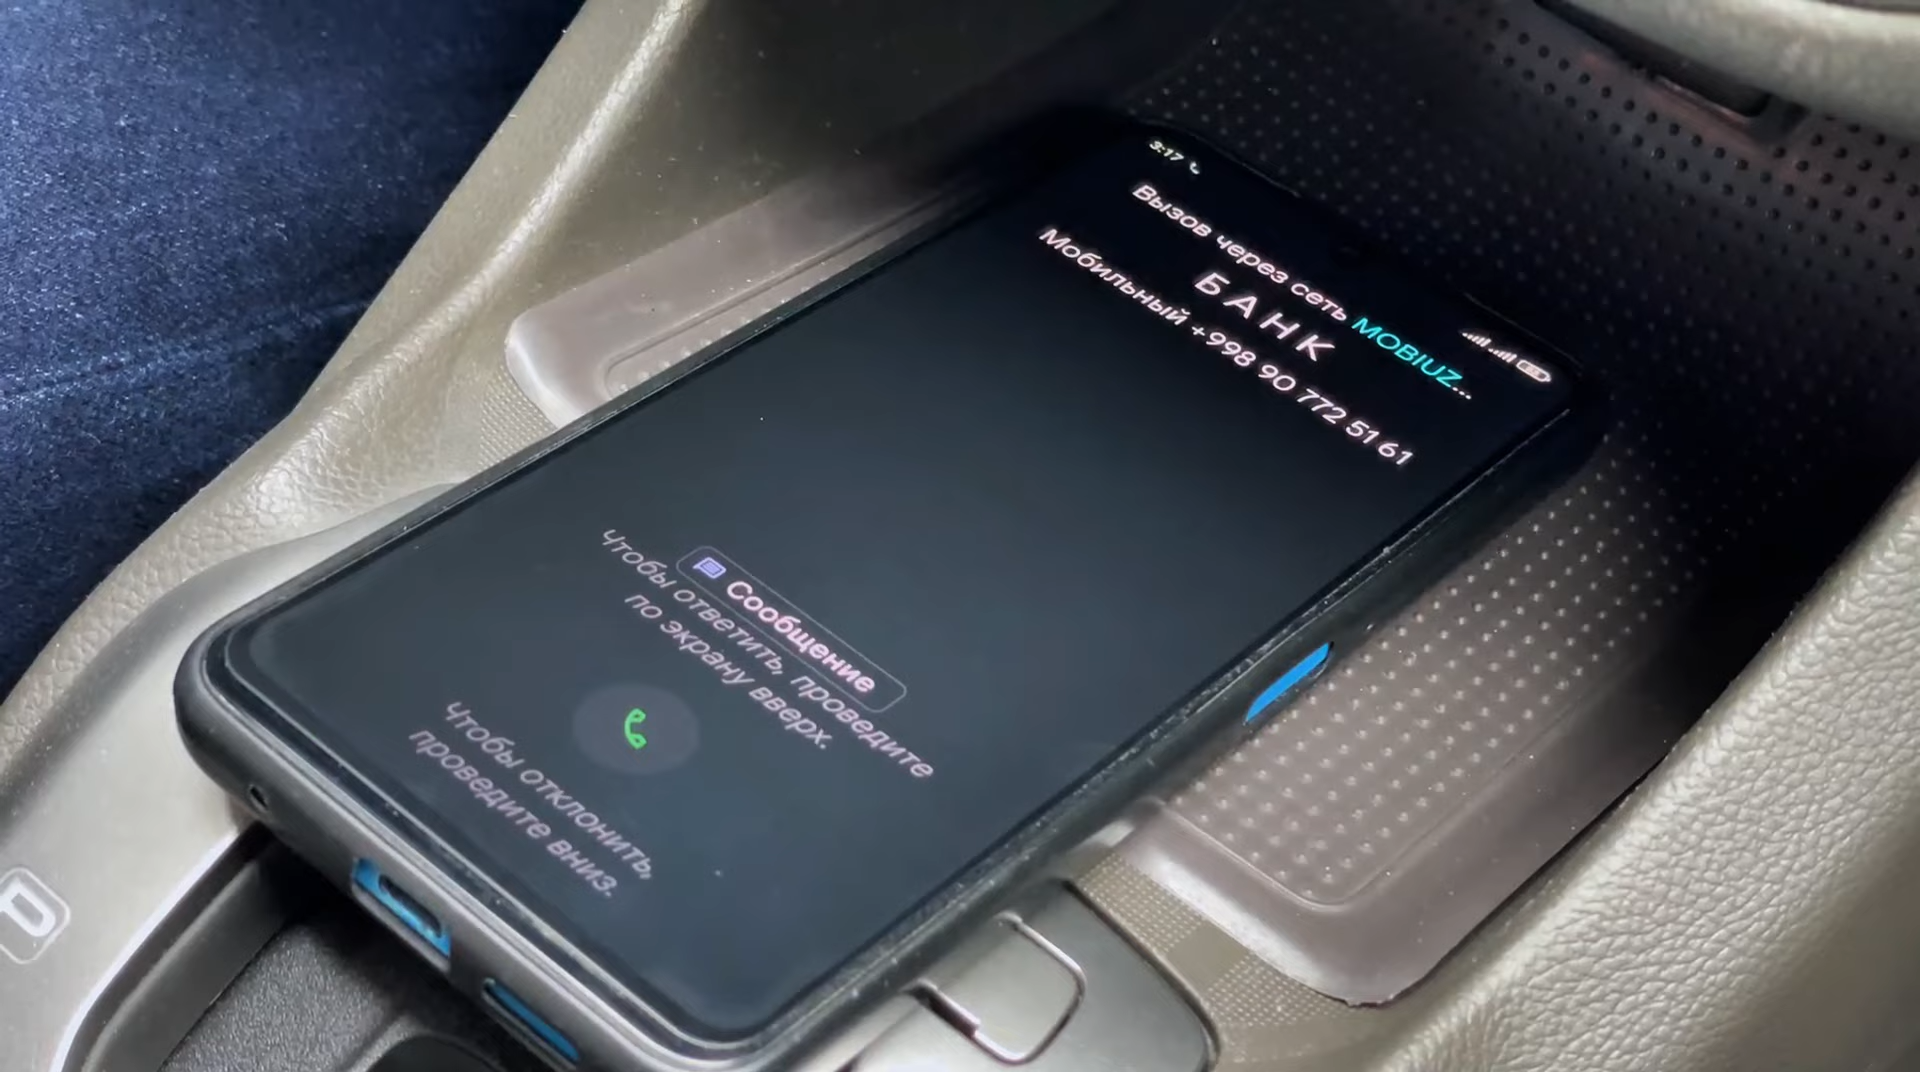 3:17
Вызов через сеть MOBIUZ...
БАНК
Мобильный +998 90 772 51 61
Сообщение
Чтобы ответить, проведите
по экрану вверх.
Чтобы отклонить,
проведите вниз.
P